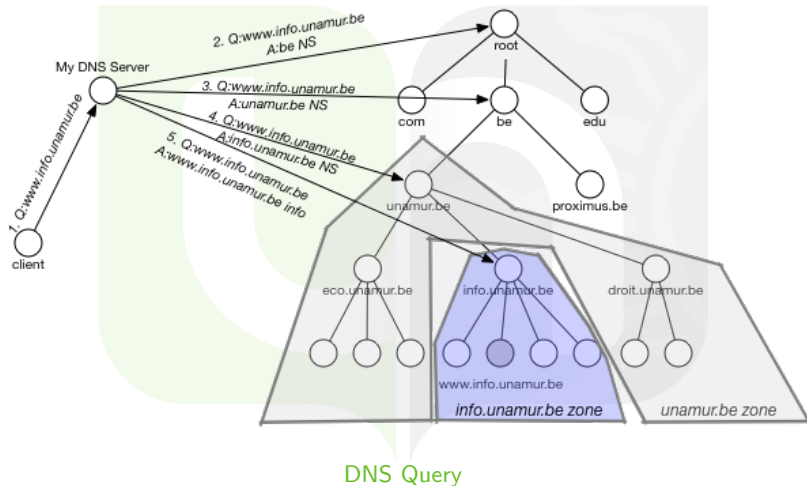 2. Q:www.info.unamur.be
A:be NS
root
My DNS Server
3. Q:www.info.unamur.be
A:unamur.be NS
com
be
edu
1. Q:www.info.unamur.be
4. Q:www.info.unamur.be
A:info.unamur.be NS
5. Q:www.info.unamur.be
A:www.info.unamur.be info
unamur.be
proximus.be
client
eco.unamur.be
info.unamur.be
droit.unamur.be
www.info.unamur.be
info.unamur.be zone
unamur.be zone
DNS Query